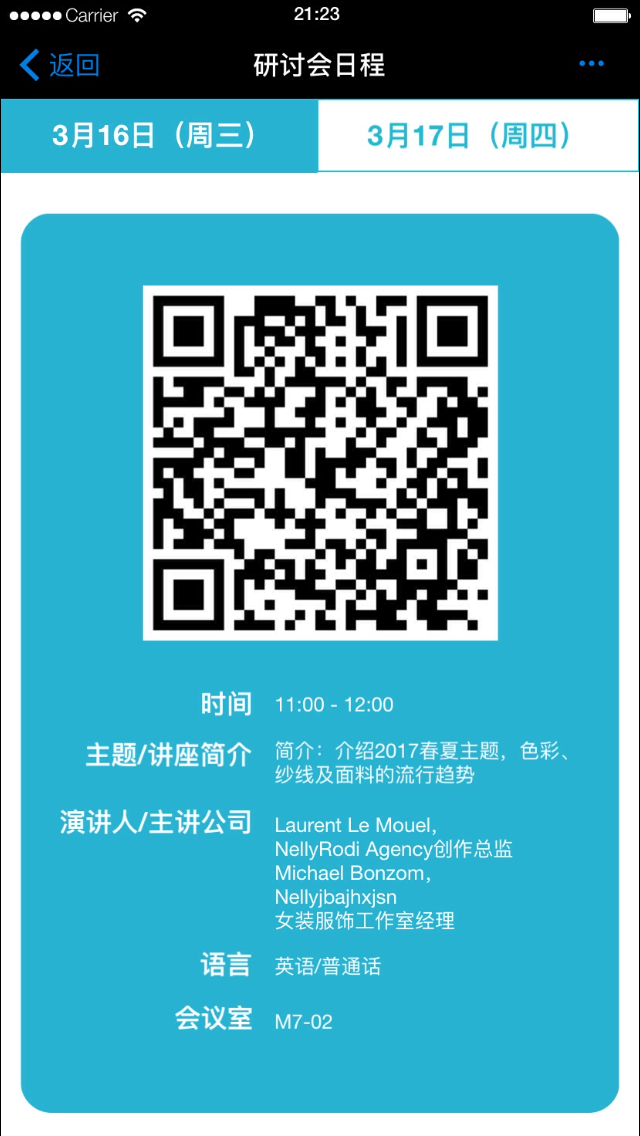 Carrier 21:23
返回 研讨会日程 •••
3月16日（周三） 3月17日（周四）
时间 11:00 - 12:00
主题/讲座简介 简介：介绍2017春夏主题，色彩、
纱线及面料的流行趋势
演讲人/主讲公司 Laurent Le Mouel，
NellyRodi Agency创作总监
Michael Bonzom，
Nellyjbajhxjsn
女装服饰工作室经理
语言 英语/普通话
会议室 M7-02